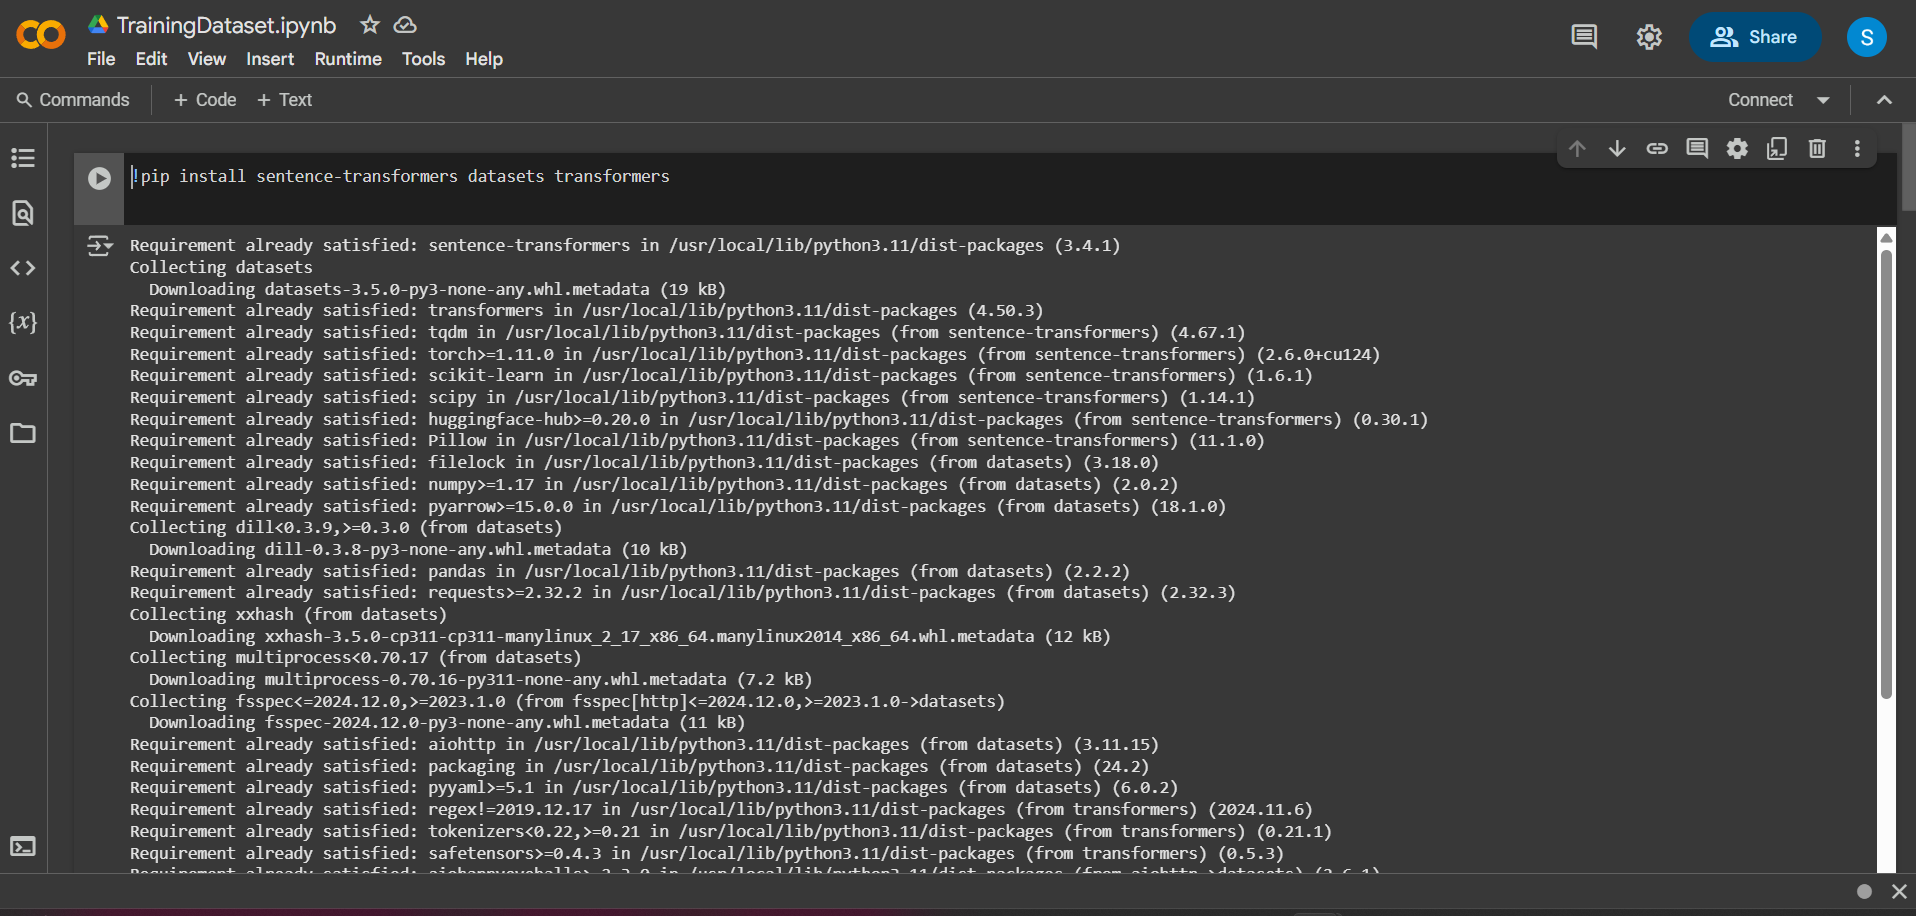 TrainingDataset.ipynb
File Edit View Insert Runtime Tools Help
Share
S
Commands + Code + Text
Connect
!pip install sentence-transformers datasets transformers
Requirement already satisfied: sentence-transformers in /usr/local/lib/python3.11/dist-packages (3.4.1)
Collecting datasets
  Downloading datasets-3.5.0-py3-none-any.whl.metadata (19 kB)
Requirement already satisfied: transformers in /usr/local/lib/python3.11/dist-packages (4.50.3)
Requirement already satisfied: tqdm in /usr/local/lib/python3.11/dist-packages (from sentence-transformers) (4.67.1)
Requirement already satisfied: torch>=1.11.0 in /usr/local/lib/python3.11/dist-packages (from sentence-transformers) (2.6.0+cu124)
Requirement already satisfied: scikit-learn in /usr/local/lib/python3.11/dist-packages (from sentence-transformers) (1.6.1)
Requirement already satisfied: scipy in /usr/local/lib/python3.11/dist-packages (from sentence-transformers) (1.14.1)
Requirement already satisfied: huggingface-hub>=0.20.0 in /usr/local/lib/python3.11/dist-packages (from sentence-transformers) (0.30.1)
Requirement already satisfied: Pillow in /usr/local/lib/python3.11/dist-packages (from sentence-transformers) (11.1.0)
Requirement already satisfied: filelock in /usr/local/lib/python3.11/dist-packages (from datasets) (3.18.0)
Requirement already satisfied: numpy>=1.17 in /usr/local/lib/python3.11/dist-packages (from datasets) (2.0.2)
Requirement already satisfied: pyarrow>=15.0.0 in /usr/local/lib/python3.11/dist-packages (from datasets) (18.1.0)
Collecting dill<0.3.9,>=0.3.0 (from datasets)
  Downloading dill-0.3.8-py3-none-any.whl.metadata (10 kB)
Requirement already satisfied: pandas in /usr/local/lib/python3.11/dist-packages (from datasets) (2.2.2)
Requirement already satisfied: requests>=2.32.2 in /usr/local/lib/python3.11/dist-packages (from datasets) (2.32.3)
Collecting xxhash (from datasets)
  Downloading xxhash-3.5.0-cp311-cp311-manylinux_2_17_x86_64.manylinux2014_x86_64.whl.metadata (12 kB)
Collecting multiprocess<0.70.17 (from datasets)
  Downloading multiprocess-0.70.16-py311-none-any.whl.metadata (7.2 kB)
Collecting fsspec<=2024.12.0,>=2023.1.0 (from fsspec[http]<=2024.12.0,>=2023.1.0->datasets)
  Downloading fsspec-2024.12.0-py3-none-any.whl.metadata (11 kB)
Requirement already satisfied: aiohttp in /usr/local/lib/python3.11/dist-packages (from datasets) (3.11.15)
Requirement already satisfied: packaging in /usr/local/lib/python3.11/dist-packages (from datasets) (24.2)
Requirement already satisfied: pyyaml>=5.1 in /usr/local/lib/python3.11/dist-packages (from datasets) (6.0.2)
Requirement already satisfied: regex!=2019.12.17 in /usr/local/lib/python3.11/dist-packages (from transformers) (2024.11.6)
Requirement already satisfied: tokenizers<0.22,>=0.21 in /usr/local/lib/python3.11/dist-packages (from transformers) (0.21.1)
Requirement already satisfied: safetensors>=0.4.3 in /usr/local/lib/python3.11/dist-packages (from transformers) (0.5.3)